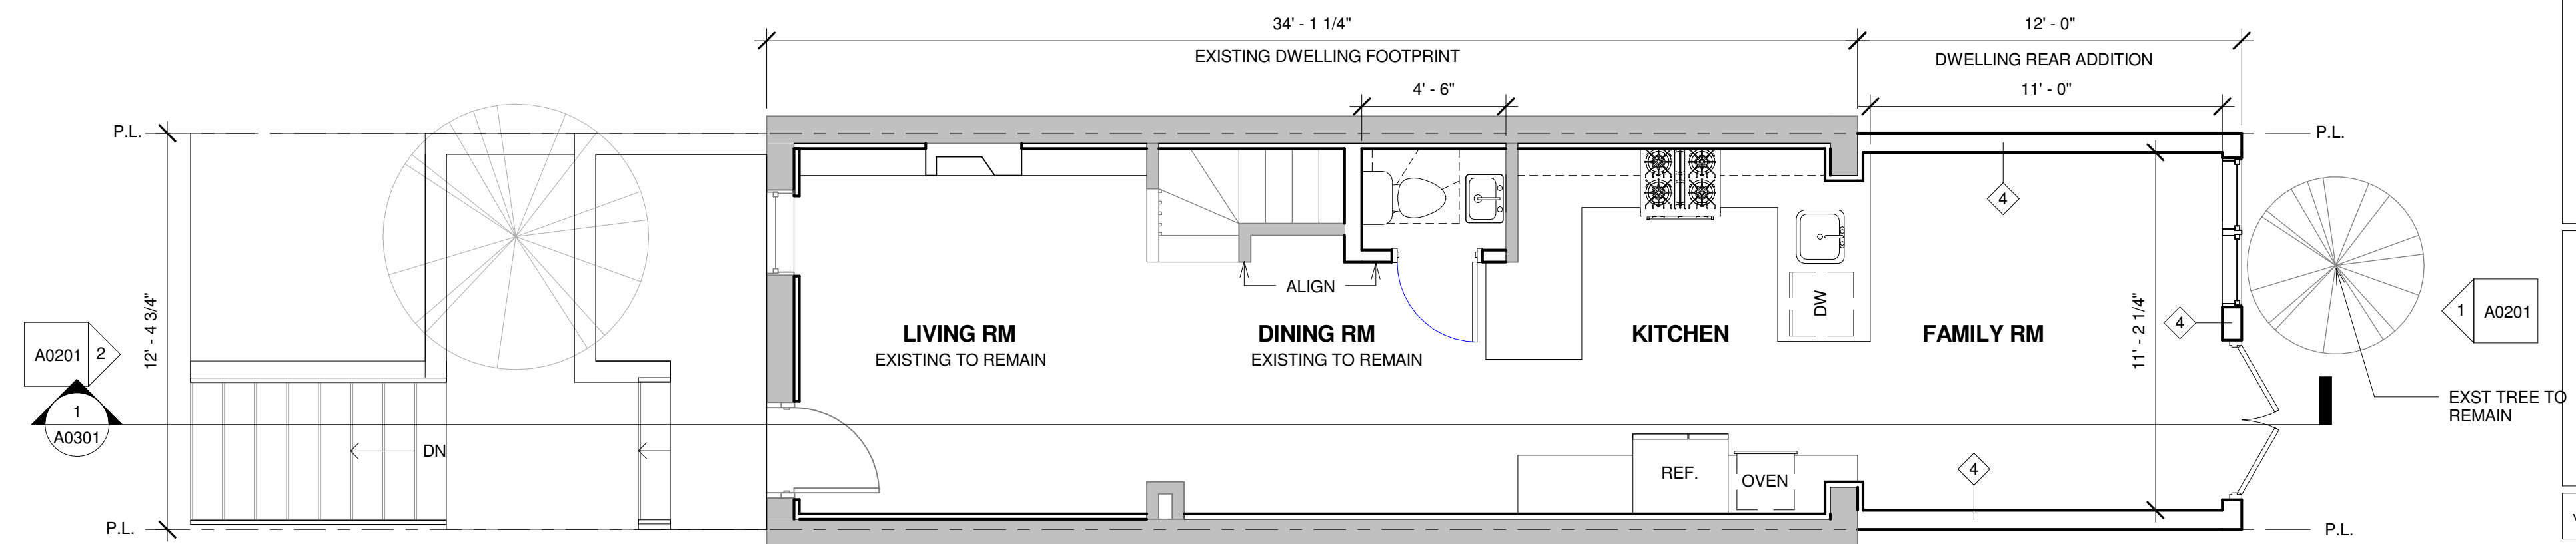 34' - 1 1/4"
12' - 0"
EXISTING DWELLING FOOTPRINT
DWELLING REAR ADDITION
4' - 6"
11' - 0"
P.L.
P.L.
4
ALIGN
DW
12' - 4 3/4"
11' - 2 1/4"
LIVING RM
EXISTING TO REMAIN
DINING RM
EXISTING TO REMAIN
KITCHEN
FAMILY RM
4
1
A0201
A0201
2
1
A0301
DN
EXST TREE TO
REMAIN
REF.
OVEN
4
P.L.
P.L.